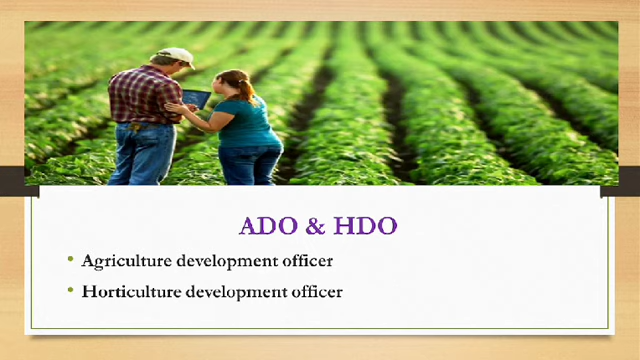 ADO & HDO
• Agriculture development officer
• Horticulture development officer